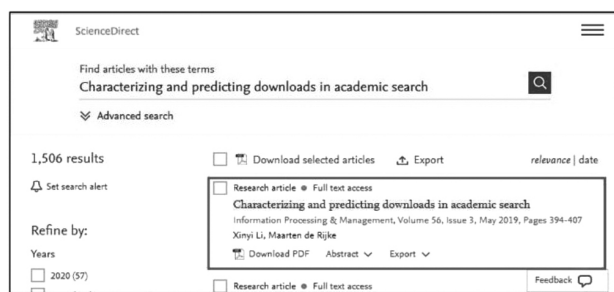 ScienceDirect
Find articles with these terms
Characterizing and predicting downloads in academic search
Advanced search
1,506 results
Download selected articles Export relevance | date
Set search alert
Research article Full text access
Characterizing and predicting downloads in academic search
Information Processing & Management, Volume 56, Issue 3, May 2019, Pages 394-407
Xinyi Li, Maarten de Rijke
Download PDF Abstract Export
Refine by:
Years
2020 (57)
Research article Full text access
Feedback